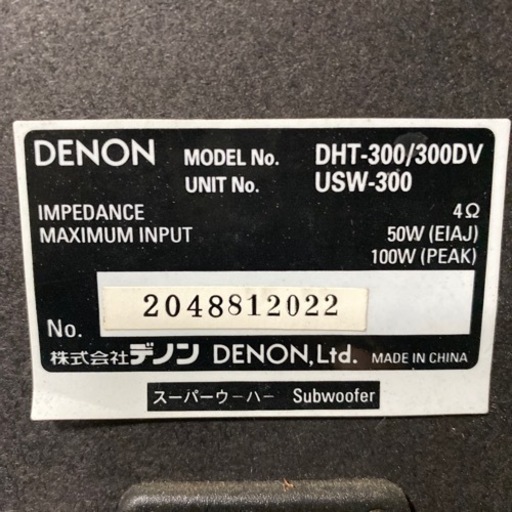 DENON MODEL No. DHT-300/300DV
UNIT No. USW-300
IMPEDANCE 4Ω
MAXIMUM INPUT 50W (EIAJ)
100W (PEAK)
No. 2048812022
株式会社デノン DENON,Ltd. MADE IN CHINA
スーパーウーハー Subwoofer